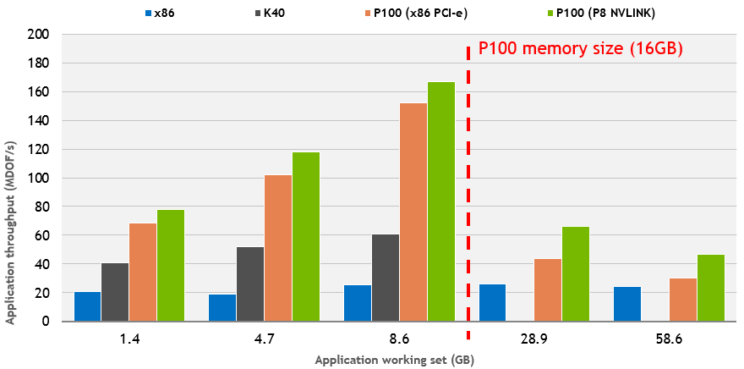 x86 K40 P100 (x86 PCI-e) P100 (P8 NVLINK)
200
180
160
140
120
100
80
60
40
20
0
Application throughput (MDOF/s)
P100 memory size (16GB)
1.4 4.7 8.6 28.9 58.6
Application working set (GB)